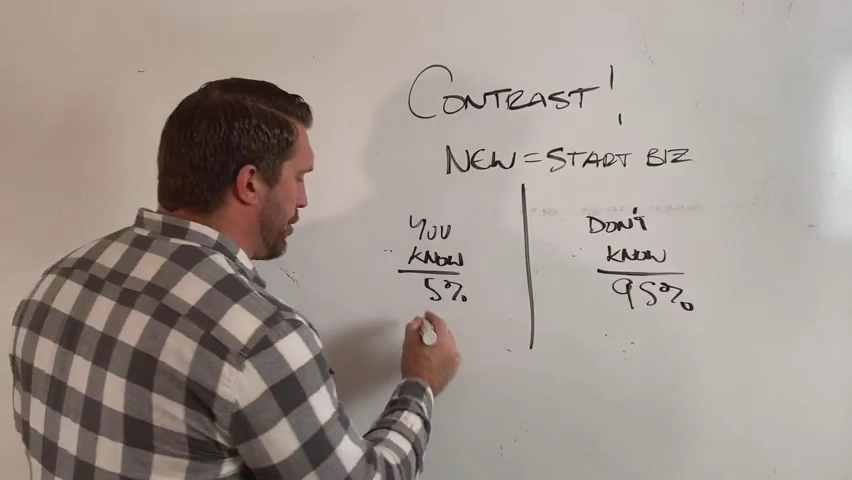 CONTRAST!
NEW = START BIZ
YOU
KNOW
5%
DON'T
KNOW
95%